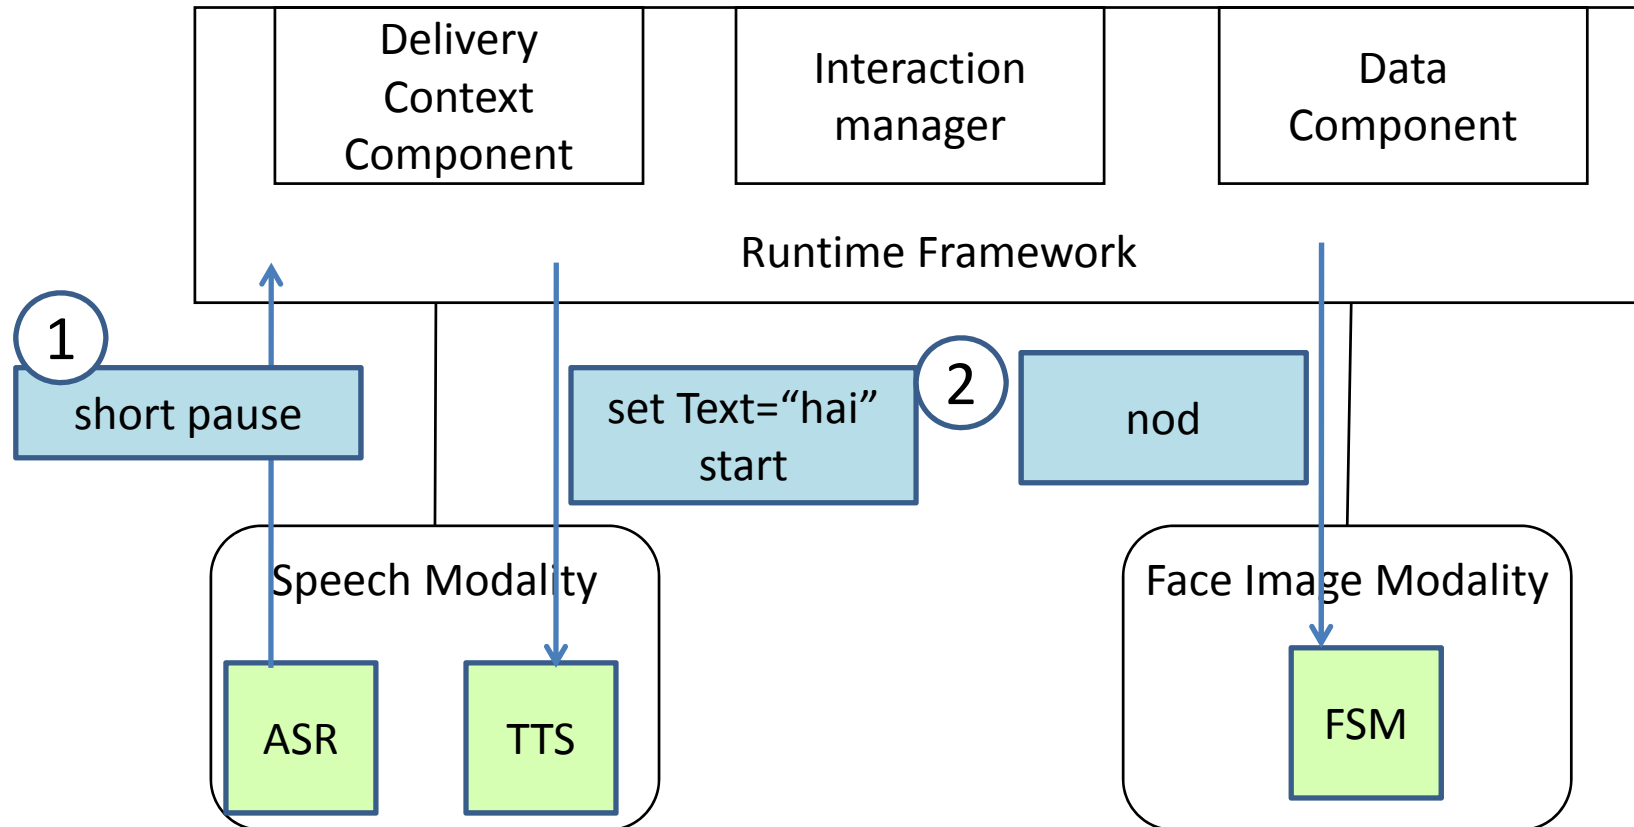 Delivery
Context
Component
Interaction
manager
Data
Component
Runtime Framework
1
short pause
set Text=“hai”
start
2
nod
Speech Modality
Face Image Modality
ASR
TTS
FSM